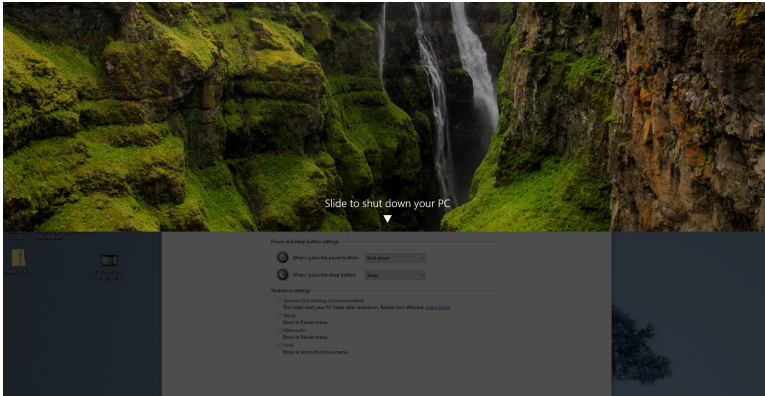 Slide to shut down your PC
Power and sleep button settings
When I press the power button: Shut down
When I press the sleep button: Sleep
Shutdown settings
Turn on fast startup (recommended)
This helps start your PC faster after shutdown. Restart isn't affected. Learn More
Sleep
Show in Power menu.
Hibernate
Show in Power menu.
Lock
Show in account picture menu.